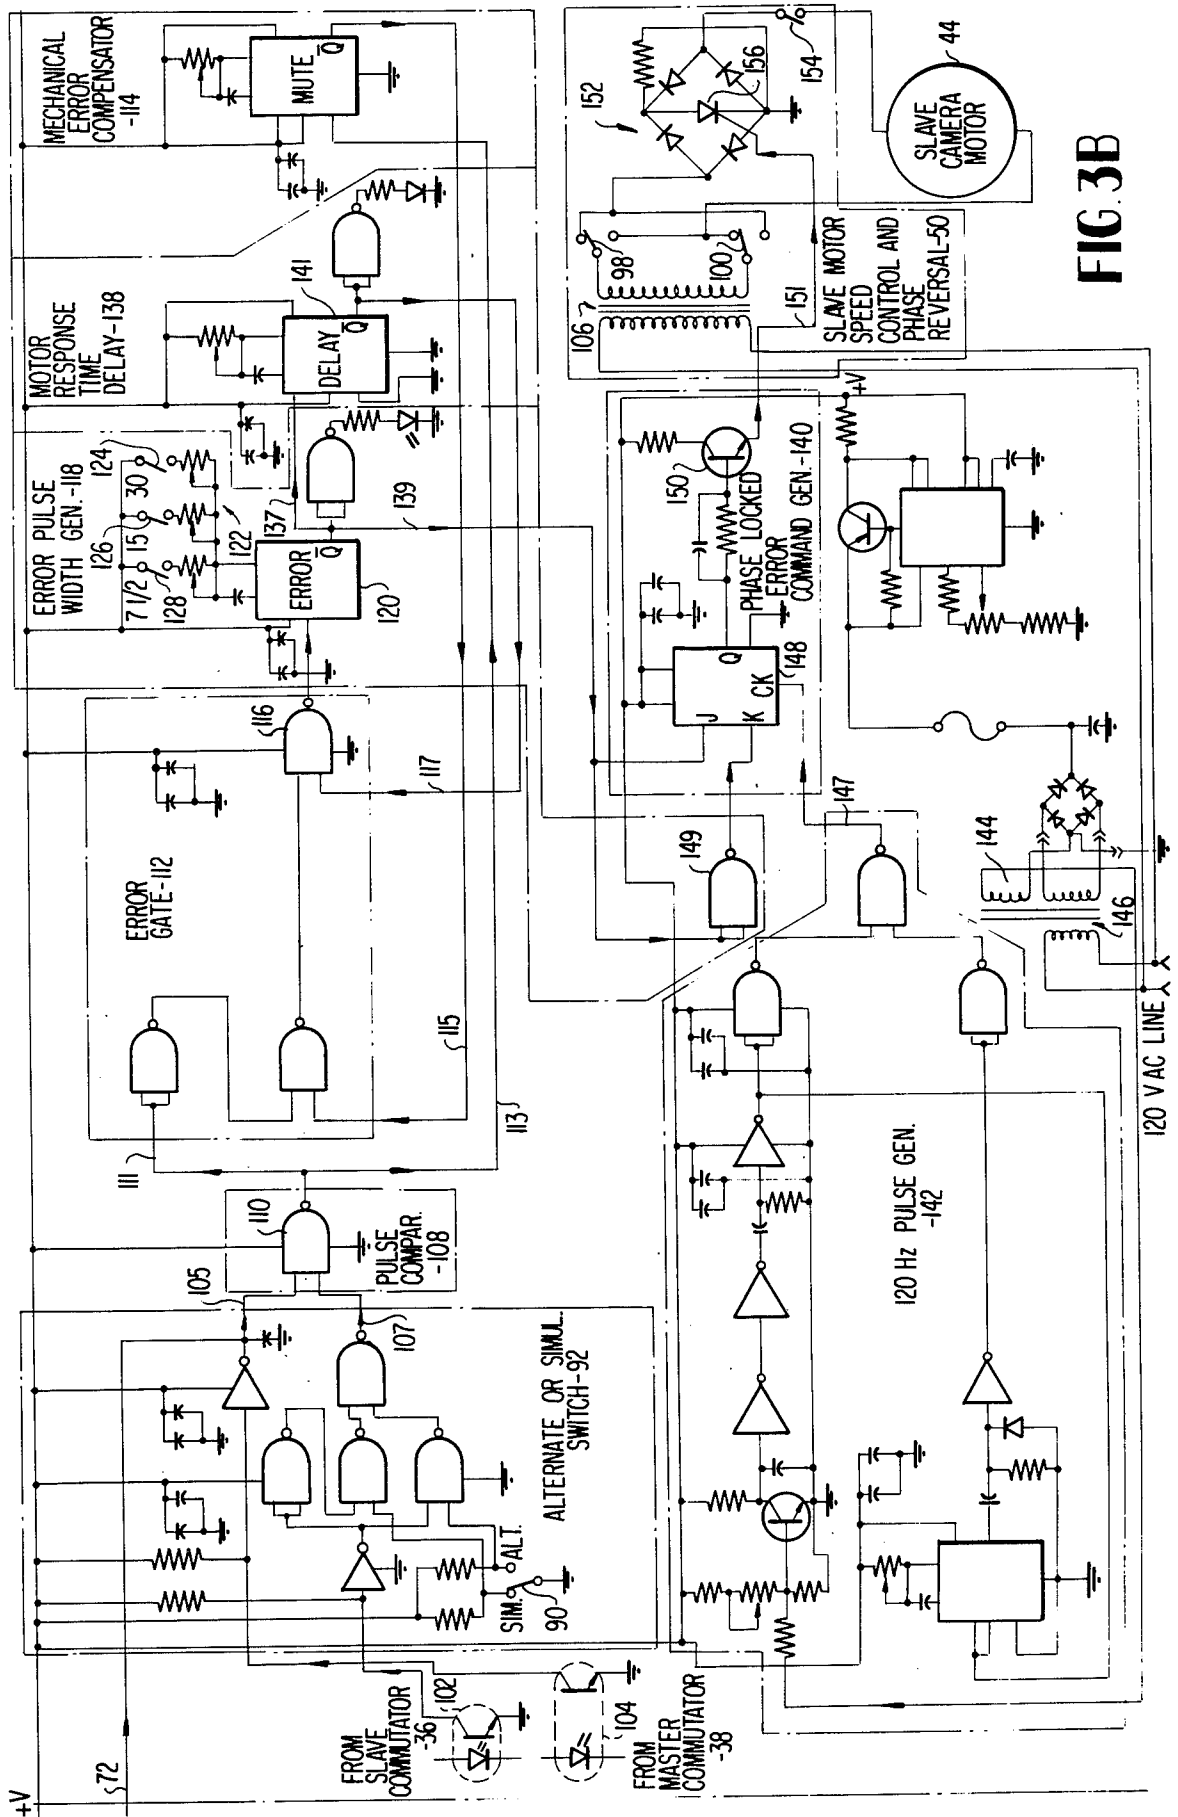 +V
72
FROM
SLAVE
COMMUTATOR
-36
102
FROM
MASTER
COMMUTATOR
-38
104
SIM.
ALT.
90
ALTERNATE OR SIMUL.
SWITCH-92
105
107
110
PULSE
COMPAR.
-108
111
113
115
ERROR
GATE-112
116
117
ERROR PULSE
WIDTH GEN.-118
126
124
7 1/2
15
30
128
122
ERROR
Q
120
137
139
MOTOR
RESPONSE
TIME
DELAY-138
141
DELAY
Q
MECHANICAL
ERROR
COMPENSATOR
-114
MUTE
Q
120 Hz PULSE GEN.
-142
149
147
J
K
Q
CK
148
150
PHASE LOCKED
ERROR
COMMAND GEN.-140
+V
144
146
120 V AC LINE
106
98
100
151
152
156
154
SLAVE MOTOR
SPEED
CONTROL AND
PHASE
REVERSAL-50
SLAVE
CAMERA
MOTOR
44
FIG. 3B